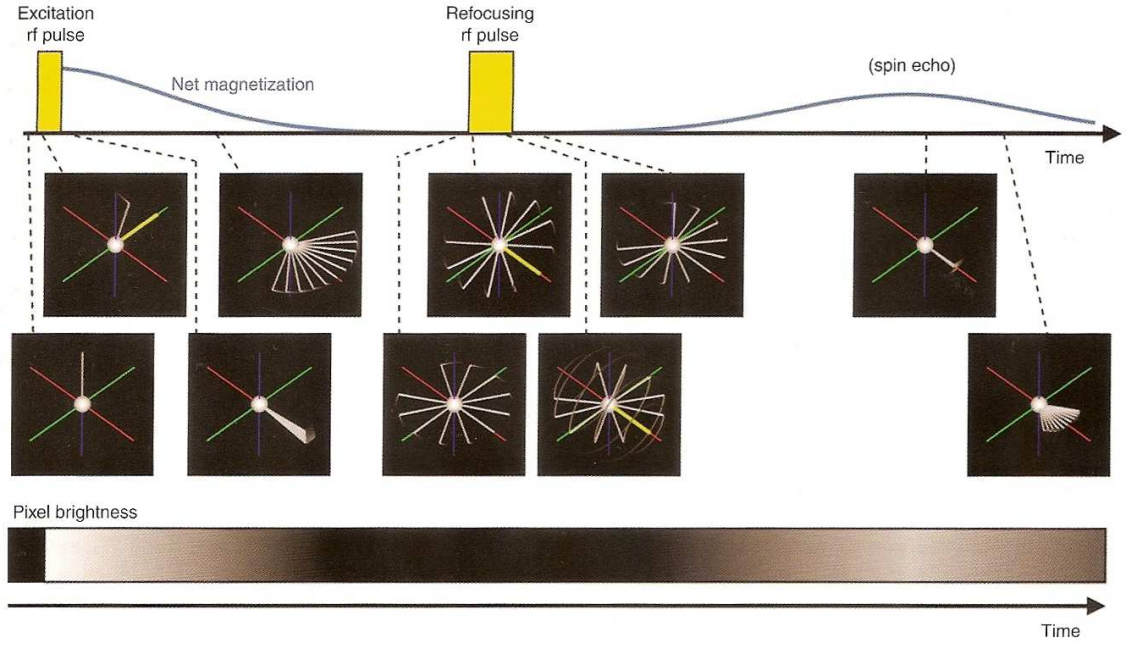 Excitation
rf pulse
Refocusing
rf pulse
Net magnetization
(spin echo)
Time
Pixel brightness
Time